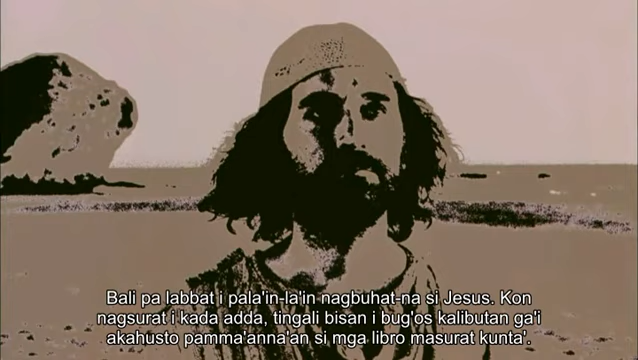 Bali pa labbat i pala'in-la'in nagbuhat-na si Jesus. Kon
nagsurat i kada adda, tingali bisan i bug'os kalibutan ga'i
akahusto pamma'anna'an si mga libro masurat kunta'.